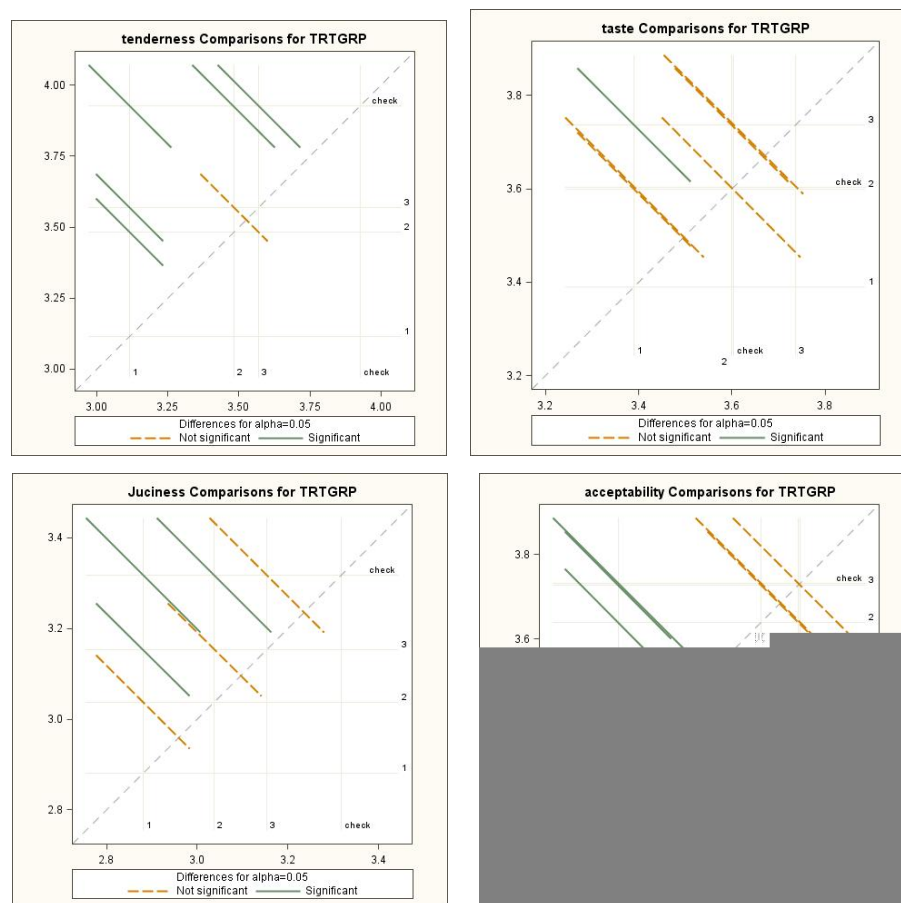 tenderness Comparisons for TRTGRP
4.00
3.75
3.50
3.25
3.00
check
3
2
1
1 2 3 check
3.00 3.25 3.50 3.75 4.00
Differences for alpha=0.05
Not significant Significant
taste Comparisons for TRTGRP
3.8
3.6
3.4
3.2
3
check 2
1
1 2 check 3
3.2 3.4 3.6 3.8
Differences for alpha=0.05
Not significant Significant
Juciness Comparisons for TRTGRP
3.4
3.2
3.0
2.8
check
3
2
1
1 2 3 check
2.8 3.0 3.2 3.4
Differences for alpha=0.05
Not significant Significant
acceptability Comparisons for TRTGRP
3.8
3.6
check 3
2